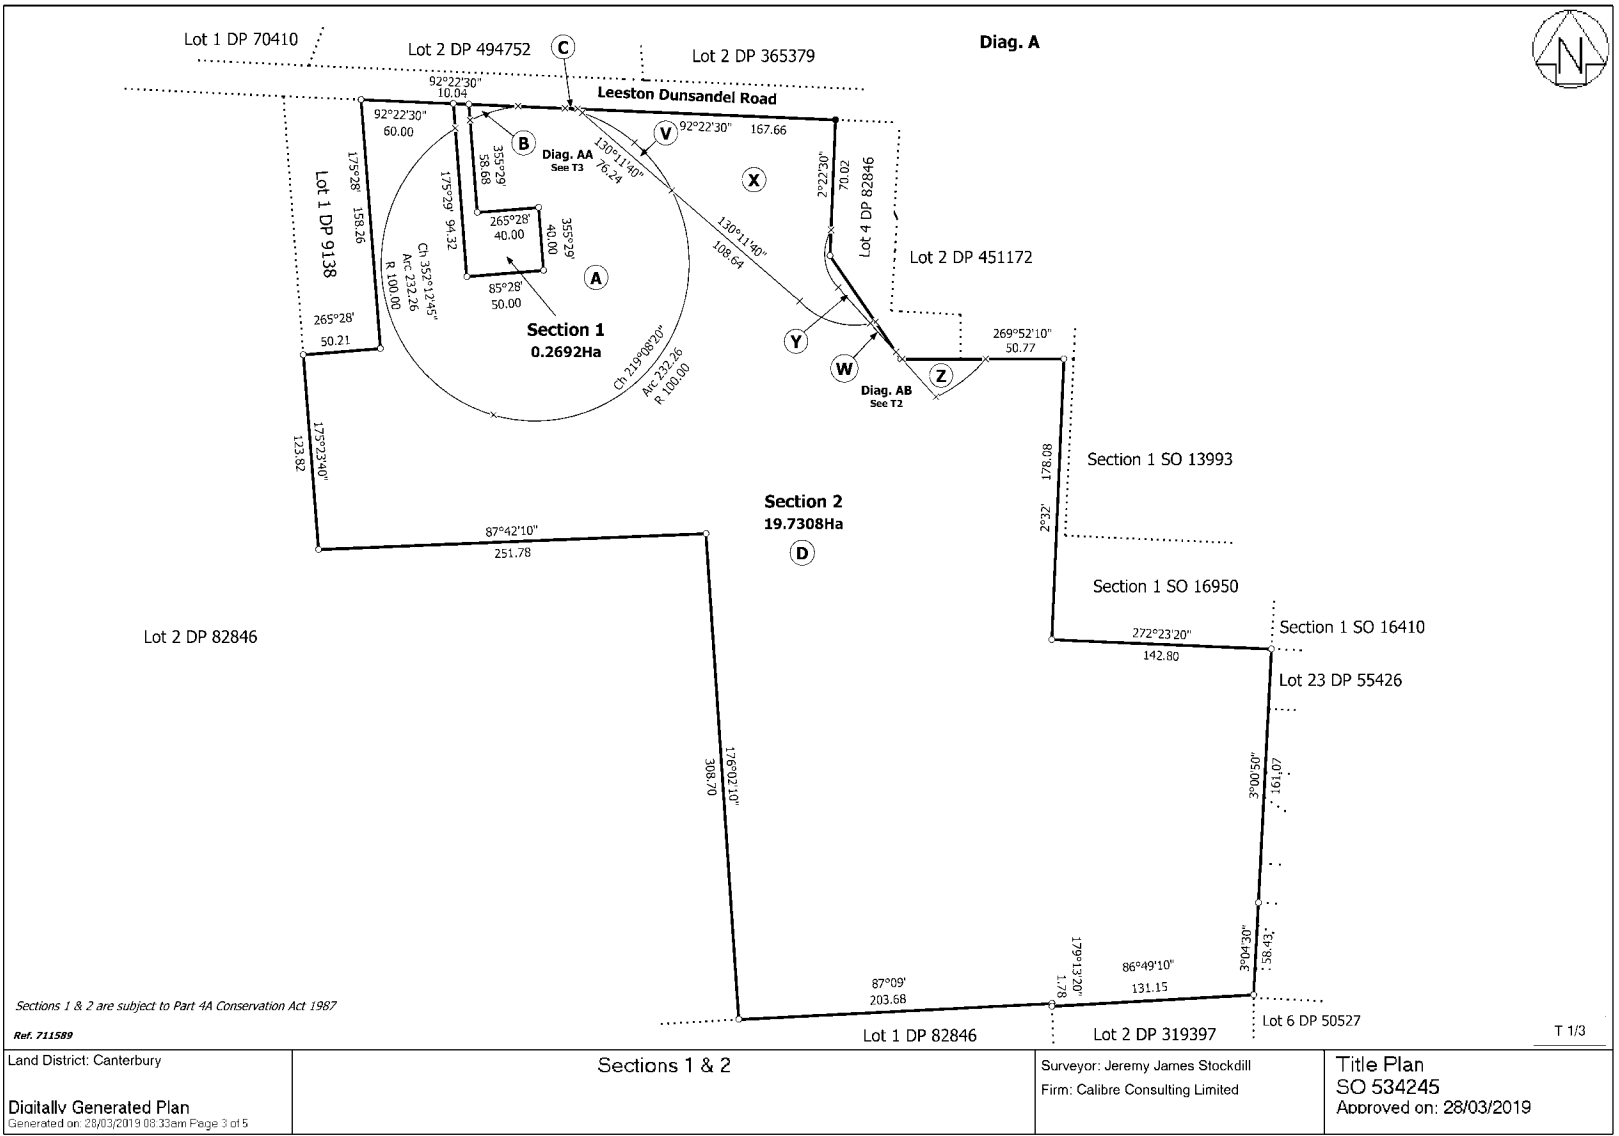 Lot 1 DP 70410
Lot 2 DP 494752
C
Lot 2 DP 365379
Diag. A
N
92°22'30"
10.04
Leeston Dunsandel Road
92°22'30"
60.00
B
V
92°22'30" 167.66
Diag. AA
See T3
130°11'40"
76.24
X
2°22'30"
70.02
Lot 4 DP 82846
175°28' 158.26
Lot 1 DP 9138
175°29' 94.32
355°29'
58.68
265°28'
40.00
355°29'
40.00
130°11'40"
108.64
Lot 2 DP 451172
Ch 352°12'45"
Arc 232.26
R 100.00
A
85°28'
50.00
Section 1
0.2692Ha
265°28'
50.21
Y
W
269°52'10"
50.77
Z
Ch 219°08'20"
Arc 232.26
R 100.00
Diag. AB
See T2
175°23'40"
123.82
178.08
2°32'
Section 1 SO 13993
Section 2
19.7308Ha
D
87°42'10"
251.78
Section 1 SO 16950
Lot 2 DP 82846
272°23'20"
142.80
Section 1 SO 16410
Lot 23 DP 55426
176°02'10"
308.70
3°00'50"
161.07
3°04'30"
58.43
179°13'20"
1.78
86°49'10"
131.15
87°09'
203.68
Sections 1 & 2 are subject to Part 4A Conservation Act 1987
Ref. 711589
Lot 1 DP 82846
Lot 2 DP 319397
Lot 6 DP 50527
T 1/3
Land District: Canterbury
Digitally Generated Plan
Generated on: 28/03/2019 08:33am Page 3 of 5
Sections 1 & 2
Surveyor: Jeremy James Stockdill
Firm: Calibre Consulting Limited
Title Plan
SO 534245
Approved on: 28/03/2019